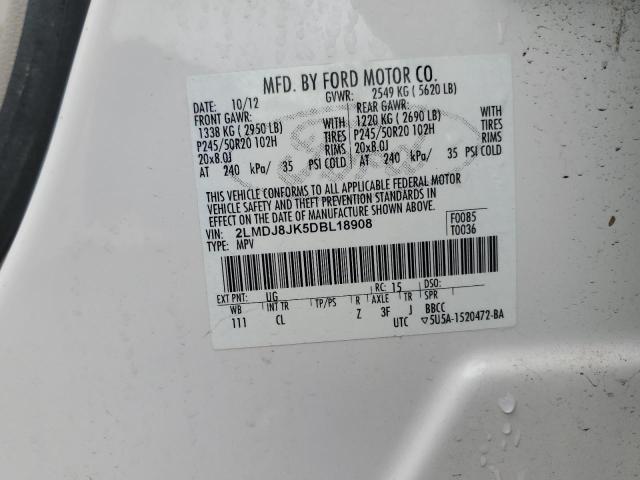 MFD. BY FORD MOTOR CO.
DATE: 10/12 GVWR: 2549 KG ( 5620 LB)
FRONT GAWR: REAR GAWR:
1338 KG ( 2950 LB) WITH 1220 KG ( 2690 LB) WITH
P245/50R20 102H TIRES P245/50R20 102H TIRES
20x8.0J RIMS 20x8.0J RIMS
AT 240 kPa/ 35 PSI COLD AT 240 kPa/ 35 PSI COLD
THIS VEHICLE CONFORMS TO ALL APPLICABLE FEDERAL MOTOR
VEHICLE SAFETY AND THEFT PREVENTION STANDARDS IN
EFFECT ON THE DATE OF MANUFACTURE SHOWN ABOVE.
VIN: 2LMDJ8JK5DBL18908 F0085
TYPE: MPV T0036
EXT PNT: UG RC: 15 DSO:
WB INT TR TP/PS R AXLE TR SPR
111 CL Z 3F J BBCC
UTC ▽5U5A-1520472-BA